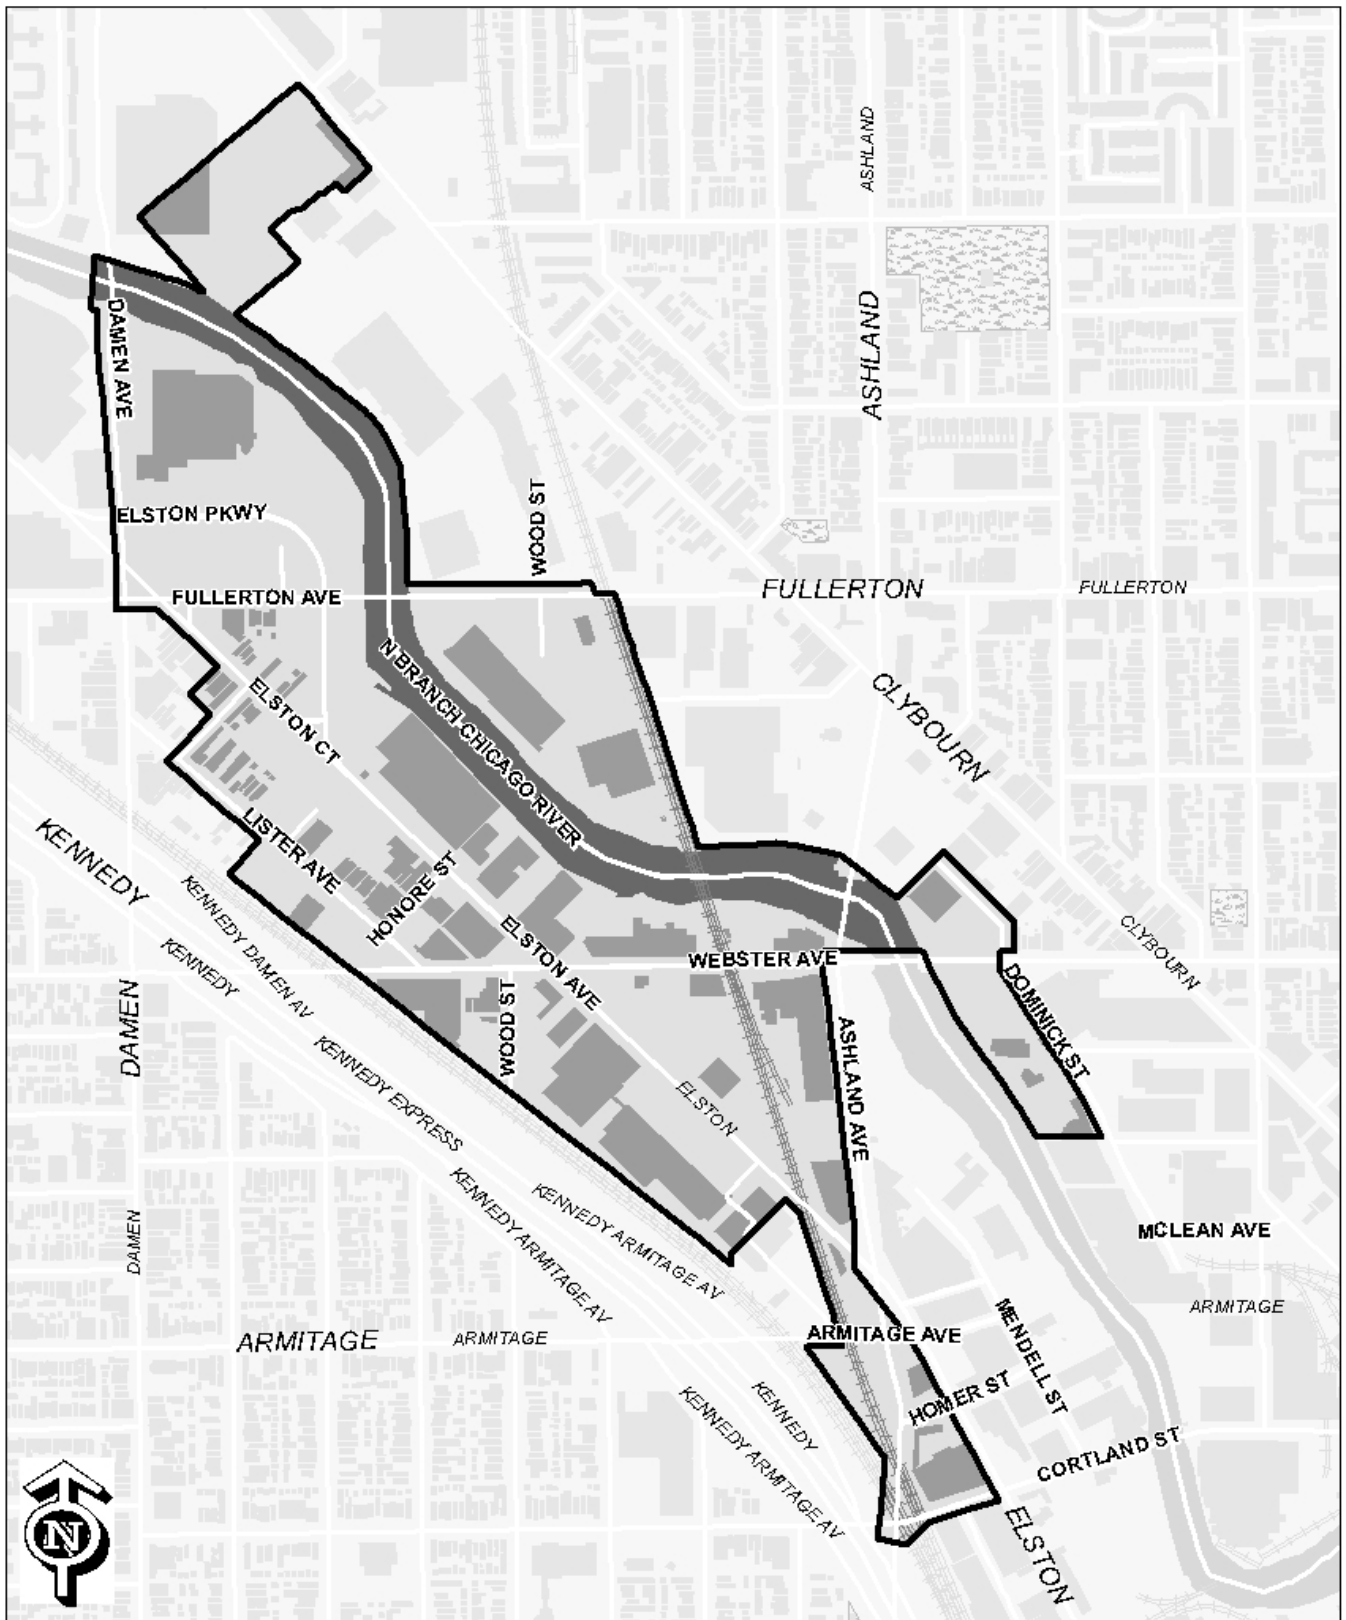 ASHLAND
ASHLAND
DAMEN AVE
ELSTON PKWY
WOOD ST
FULLERTON
FULLERTON
FULLERTON AVE
N BRANCH CHICAGO RIVER
ELSTON CT
CLYBOURN
LISTER AVE
KENNEDY
HONORE ST
KENNEDY DAMEN AV
KENNEDY
ELSTON AVE
WEBSTER AVE
CLYBOURN
DAMEN
WOOD ST
DOMINICK ST
ASHLAND AVE
KENNEDY EXPRESS
ELSTON
KENNEDY ARMITAGE AV
KENNEDY ARMITAGE AV
DAMEN
MCLEAN AVE
ARMITAGE
ARMITAGE
ARMITAGE
ARMITAGE AVE
MENDELL ST
HOMER ST
KENNEDY
KENNEDY ARMITAGE AV
CORTLAND ST
ELSTON
N